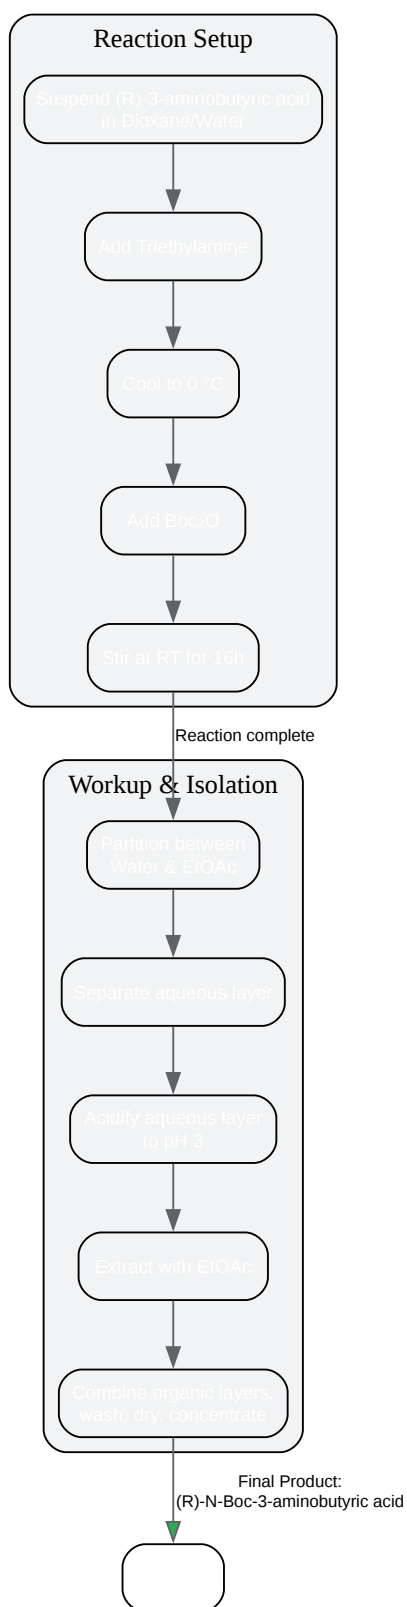 Reaction Setup
Suspend (R)-3-aminobutyric acid
in Dioxane/Water
Add Triethylamine
Cool to 0 °C
Add Boc₂O
Stir at RT for 16h
Reaction complete
Workup & Isolation
Partition between
Water & EtOAc
Separate aqueous layer
Acidify aqueous layer
to pH 3
Extract with EtOAc
Combine organic layers,
wash, dry, concentrate
Final Product:
(R)-N-Boc-3-aminobutyric acid